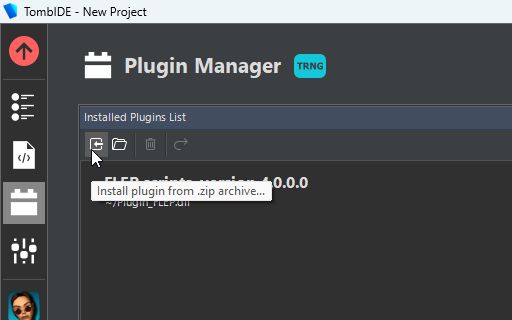 TombIDE - New Project
Plugin Manager
TRNG
Installed Plugins List
FLEP scripts version 4.0.0.0
Install plugin from .zip archive...
~/Plugin_FLEP.dll